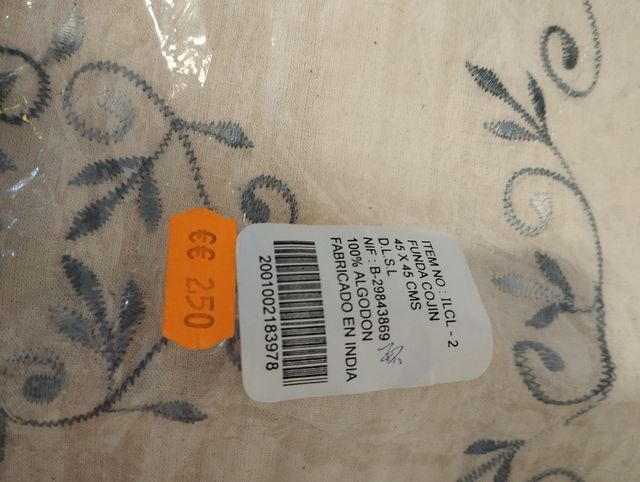 ITEM NO : ILCL - 2
FUNDA COJIN
45 X 45 CMS
D.L.S.L
NIF : B-29843869
100% ALGODON
FABRICADO EN INDIA
2001002183978
€€ 2,50